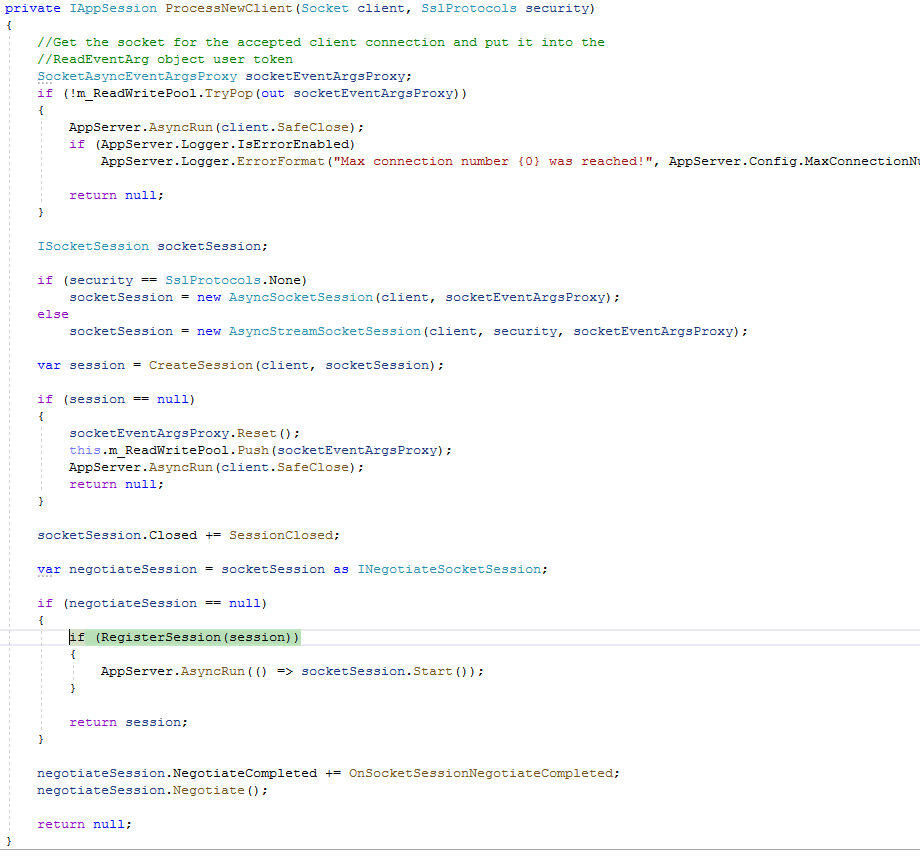 private IAppSession ProcessNewClient(Socket client, SslProtocols security)
{
//Get the socket for the accepted client connection and put it into the
//ReadEventArg object user token
SocketAsyncEventArgsProxy socketEventArgsProxy;
if (!m_ReadWritePool.TryPop(out socketEventArgsProxy))
{
AppServer.AsyncRun(client.SafeClose);
if (AppServer.Logger.IsErrorEnabled)
AppServer.Logger.ErrorFormat("Max connection number {0} was reached!", AppServer.Config.MaxConnectionNu
return null;
}
ISocketSession socketSession;
if (security == SslProtocols.None)
socketSession = new AsyncSocketSession(client, socketEventArgsProxy);
else
socketSession = new AsyncStreamSocketSession(client, security, socketEventArgsProxy);
var session = CreateSession(client, socketSession);
if (session == null)
{
socketEventArgsProxy.Reset();
this.m_ReadWritePool.Push(socketEventArgsProxy);
AppServer.AsyncRun(client.SafeClose);
return null;
}
socketSession.Closed += SessionClosed;
var negotiateSession = socketSession as INegotiateSocketSession;
if (negotiateSession == null)
{
if (RegisterSession(session))
{
AppServer.AsyncRun(() => socketSession.Start());
}
return session;
}
negotiateSession.NegotiateCompleted += OnSocketSessionNegotiateCompleted;
negotiateSession.Negotiate();
return null;
}